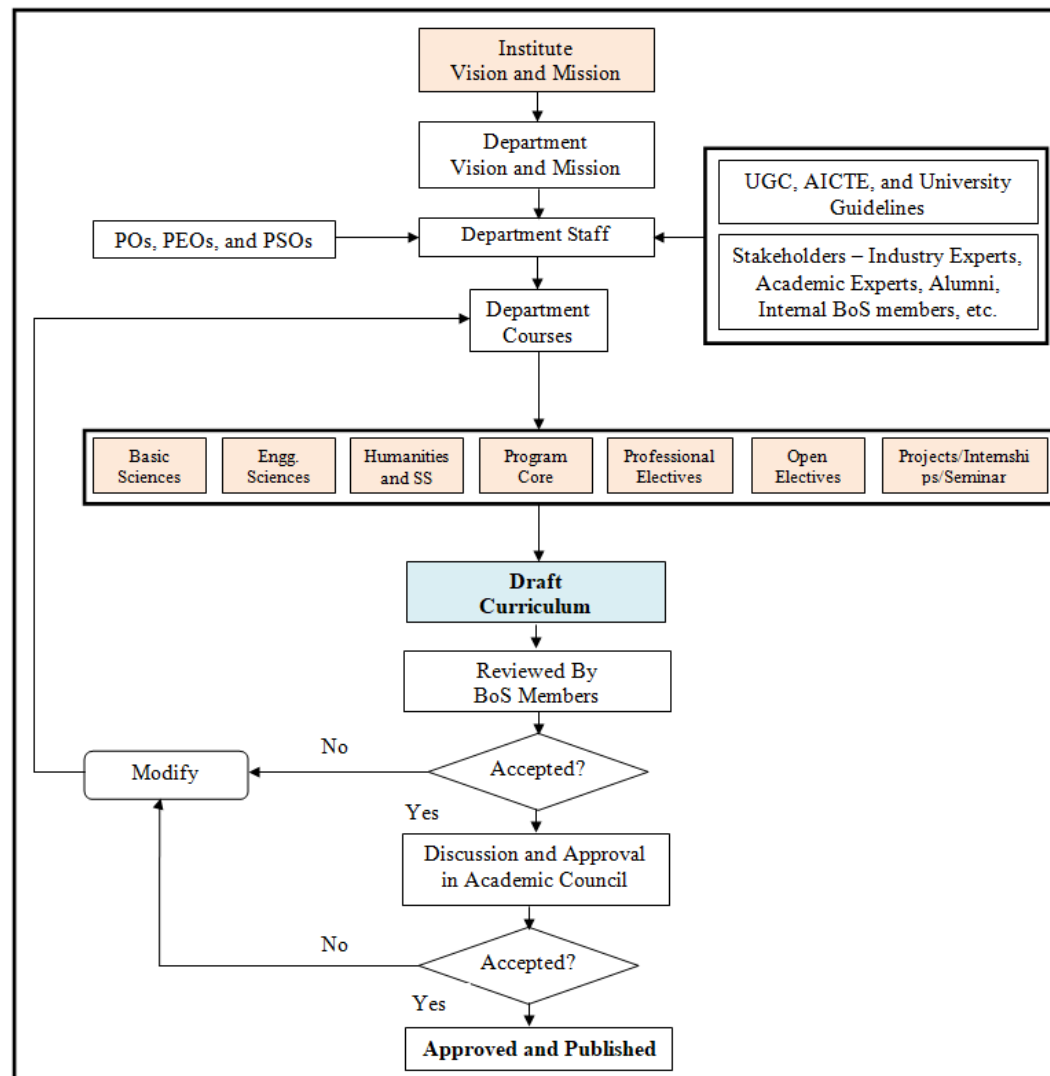 Institute
Vision and Mission
Department
Vision and Mission
UGC, AICTE, and University
Guidelines
POs, PEOs, and PSOs
Department Staff
Stakeholders – Industry Experts,
Academic Experts, Alumni,
Internal BoS members, etc.
Department
Courses
Basic
Sciences
Engg.
Sciences
Humanities
and SS
Program
Core
Professional
Electives
Open
Electives
Projects/Internshi
ps/Seminar
Draft
Curriculum
Reviewed By
BoS Members
No
Modify
Accepted?
Yes
Discussion and Approval
in Academic Council
No
Accepted?
Yes
Approved and Published